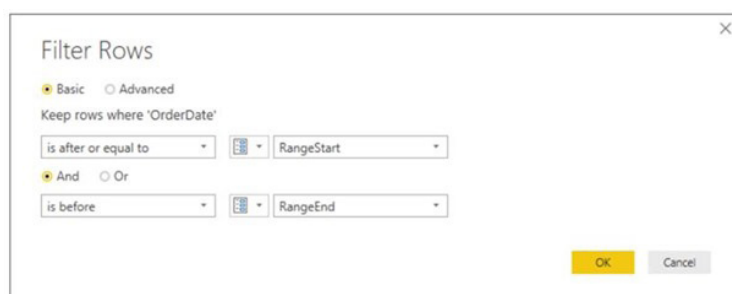 Filter Rows
Basic Advanced
Keep rows where 'OrderDate'
is after or equal to RangeStart
And Or
is before RangeEnd
OK Cancel